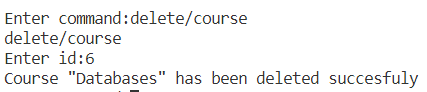 Enter command:delete/course
delete/course
Enter id:6
Course "Databases" has been deleted succesfuly